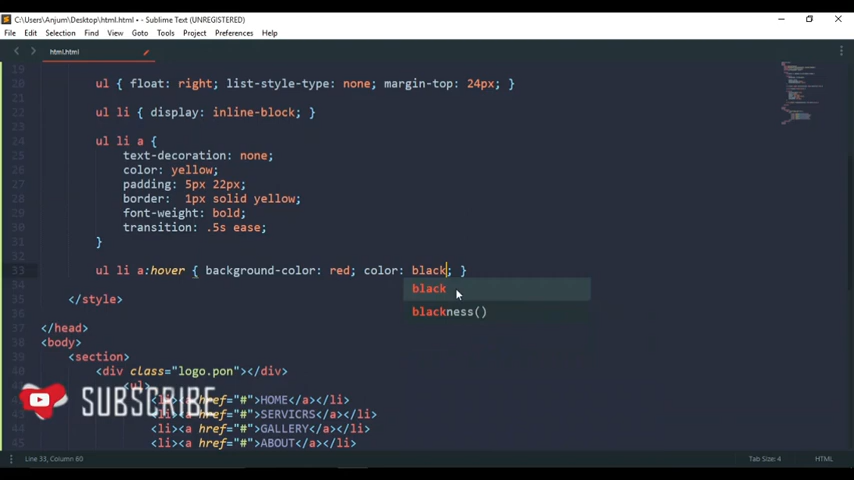 C:\Users\Anjum\Desktop\html.html • - Sublime Text (UNREGISTERED)
File Edit Selection Find View Goto Tools Project Preferences Help
html.html
19
20 ul { float: right; list-style-type: none; margin-top: 24px; }
21
22 ul li { display: inline-block; }
23
24 ul li a {
25 text-decoration: none;
26 color: yellow;
27 padding: 5px 22px;
28 border: 1px solid yellow;
29 font-weight: bold;
30 transition: .5s ease;
31 }
32
33 ul li a:hover { background-color: red; color: black; }
34 black
35 </style>
36 blackness()
37 </head>
38 <body>
39 <section>
40 <div class="logo.pon"></div>
<ul>
<li><a href="#">HOME</a></li>
<li><a href="#">SERVICRS</a></li>
44 <li><a href="#">GALLERY</a></li>
45 <li><a href="#">ABOUT</a></li>
SUBSCRIBE
Line 33, Column 60 Tab Size: 4 HTML